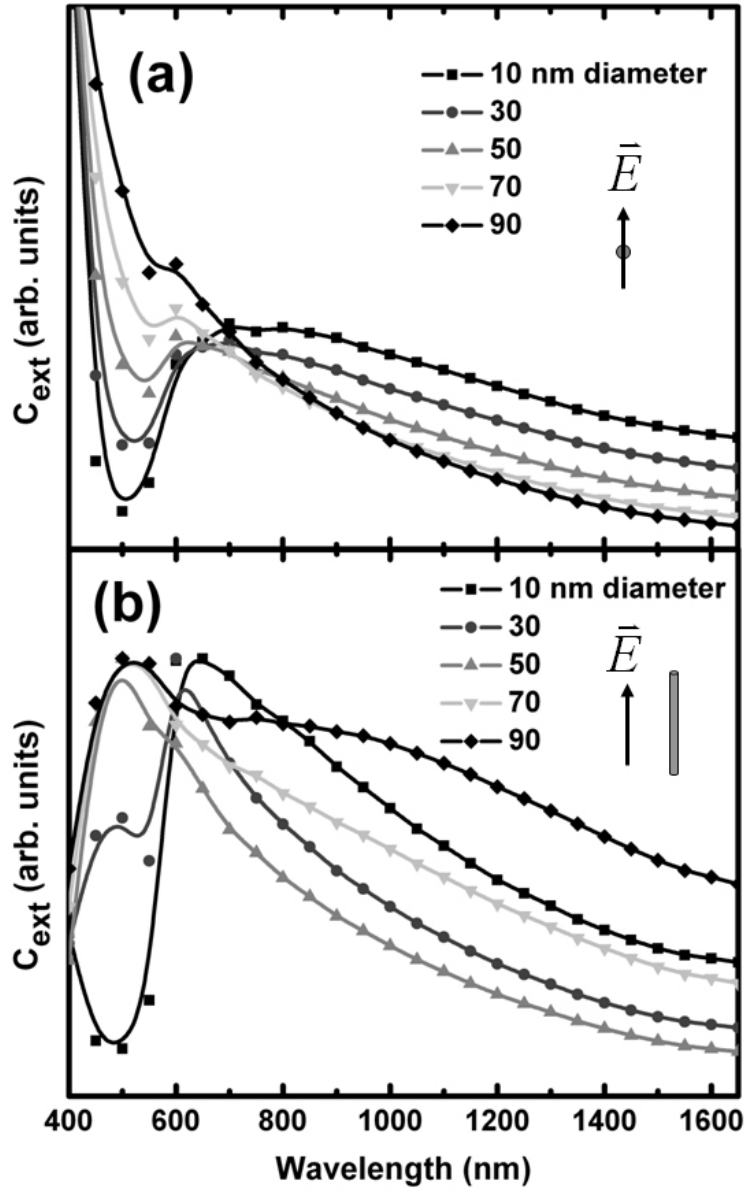 (a)
10 nm diameter
30
50
70
90
E
C_ext (arb. units)
(b)
10 nm diameter
30
50
70
90
E
C_ext (arb. units)
400 600 800 1000 1200 1400 1600
Wavelength (nm)